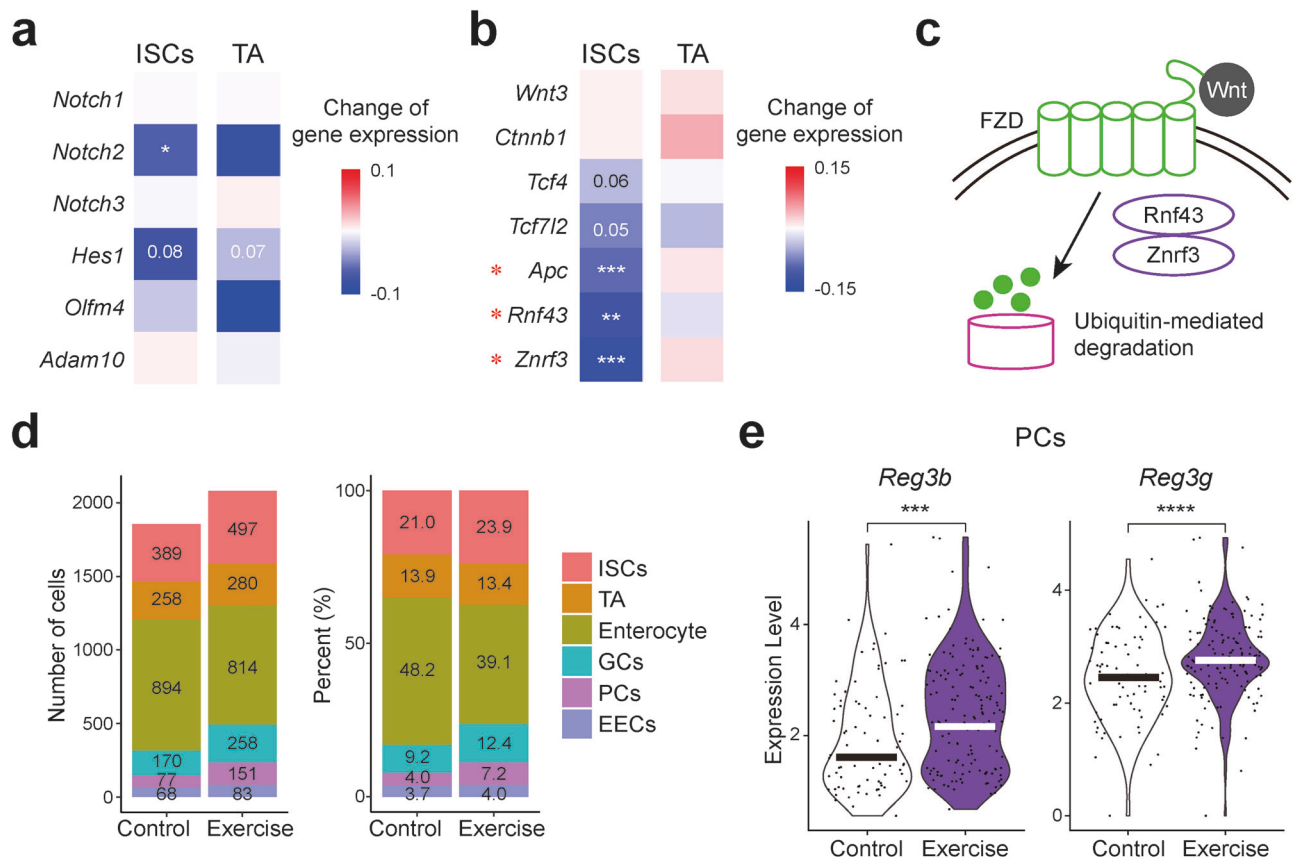 a
ISCs TA
Notch1
Notch2 *
Notch3
Hes1 0.08 0.07
Olfm4
Adam10
Change of
gene expression
0.1
-0.1
b
ISCs TA
Wnt3
Ctnnb1
Tcf4 0.06
Tcf7l2 0.05
* Apc ***
* Rnf43 **
* Znrf3 ***
Change of
gene expression
0.15
-0.15
c
Wnt
FZD
Rnf43
Znrf3
Ubiquitin-mediated
degradation
d
Number of cells
2000
1500
1000
500
0
389
258
894
170
77
68
497
280
814
258
151
83
Control Exercise
Percent (%)
100
50
0
21.0
13.9
48.2
9.2
4.0
3.7
23.9
13.4
39.1
12.4
7.2
4.0
Control Exercise
ISCs
TA
Enterocyte
GCs
PCs
EECs
e
PCs
Reg3b
***
Expression Level
4
2
Control Exercise
Reg3g
****
4
2
0
Control Exercise